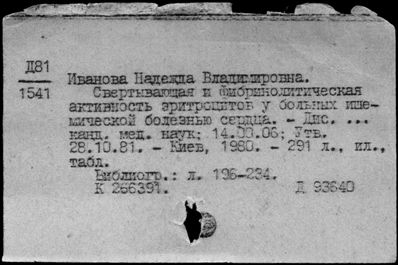 Д81
1541
Иванова Надежда Владимировна.
Свертывающая и фибринолитическая
активность эритроцитов у больных ише-
мической болезнью сердца. - Дис. ...
канд. мед. наук: 14.00.06; Утв.
28.10.81. - Киев, 1980. - 291 л., ил.,
табл.
Библиогр.: л. 196-234.
К 266391. Д 93640